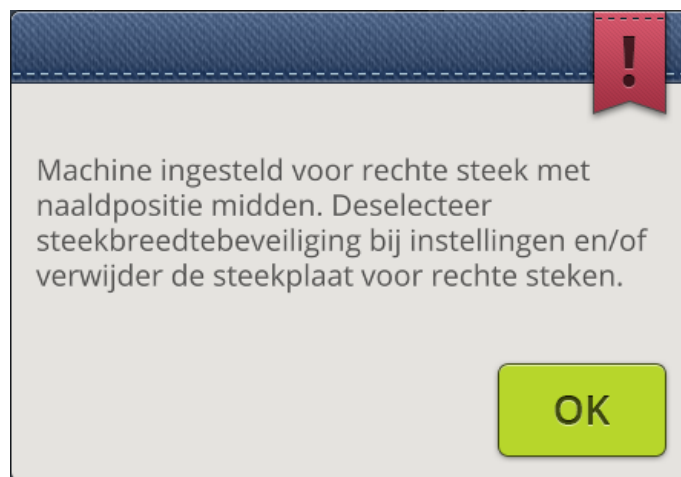 !
Machine ingesteld voor rechte steek met
naaldpositie midden. Deselecteer
steekbreedtebeveiliging bij instellingen en/of
verwijder de steekplaat voor rechte steken.
OK